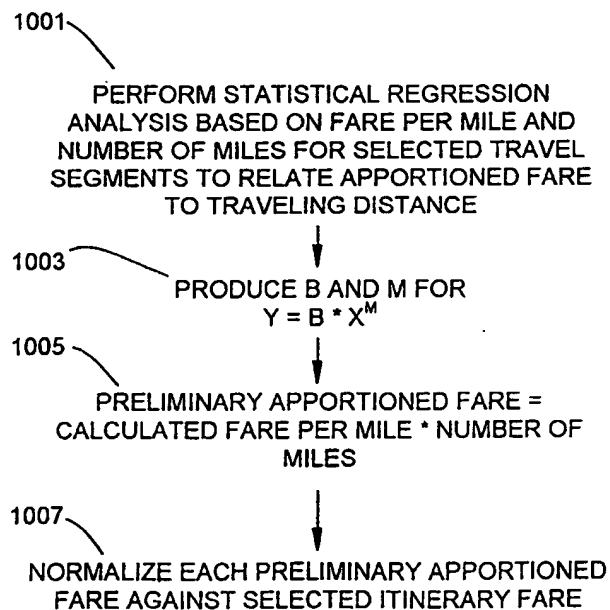 1001
PERFORM STATISTICAL REGRESSION
ANALYSIS BASED ON FARE PER MILE AND
NUMBER OF MILES FOR SELECTED TRAVEL
SEGMENTS TO RELATE APPORTIONED FARE
TO TRAVELING DISTANCE
1003
PRODUCE B AND M FOR
Y = B * X^M
1005
PRELIMINARY APPORTIONED FARE =
CALCULATED FARE PER MILE * NUMBER OF
MILES
1007
NORMALIZE EACH PRELIMINARY APPORTIONED
FARE AGAINST SELECTED ITINERARY FARE